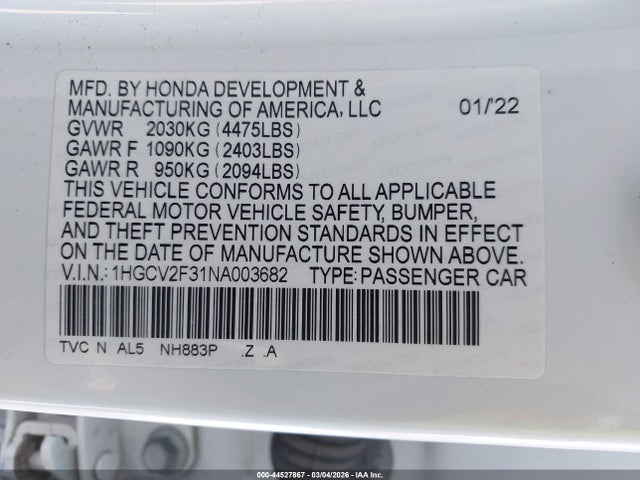 MFD. BY HONDA DEVELOPMENT &
MANUFACTURING OF AMERICA, LLC 01/'22
GVWR 2030KG (4475LBS)
GAWR F 1090KG (2403LBS)
GAWR R 950KG (2094LBS)
THIS VEHICLE CONFORMS TO ALL APPLICABLE
FEDERAL MOTOR VEHICLE SAFETY, BUMPER,
AND THEFT PREVENTION STANDARDS IN EFFECT
ON THE DATE OF MANUFACTURE SHOWN ABOVE.
V.I.N.: 1HGCV2F31NA003682 TYPE: PASSENGER CAR
TVC N AL5 NH883P .Z .A
000-44527867 — 03/04/2026 — IAA Inc.